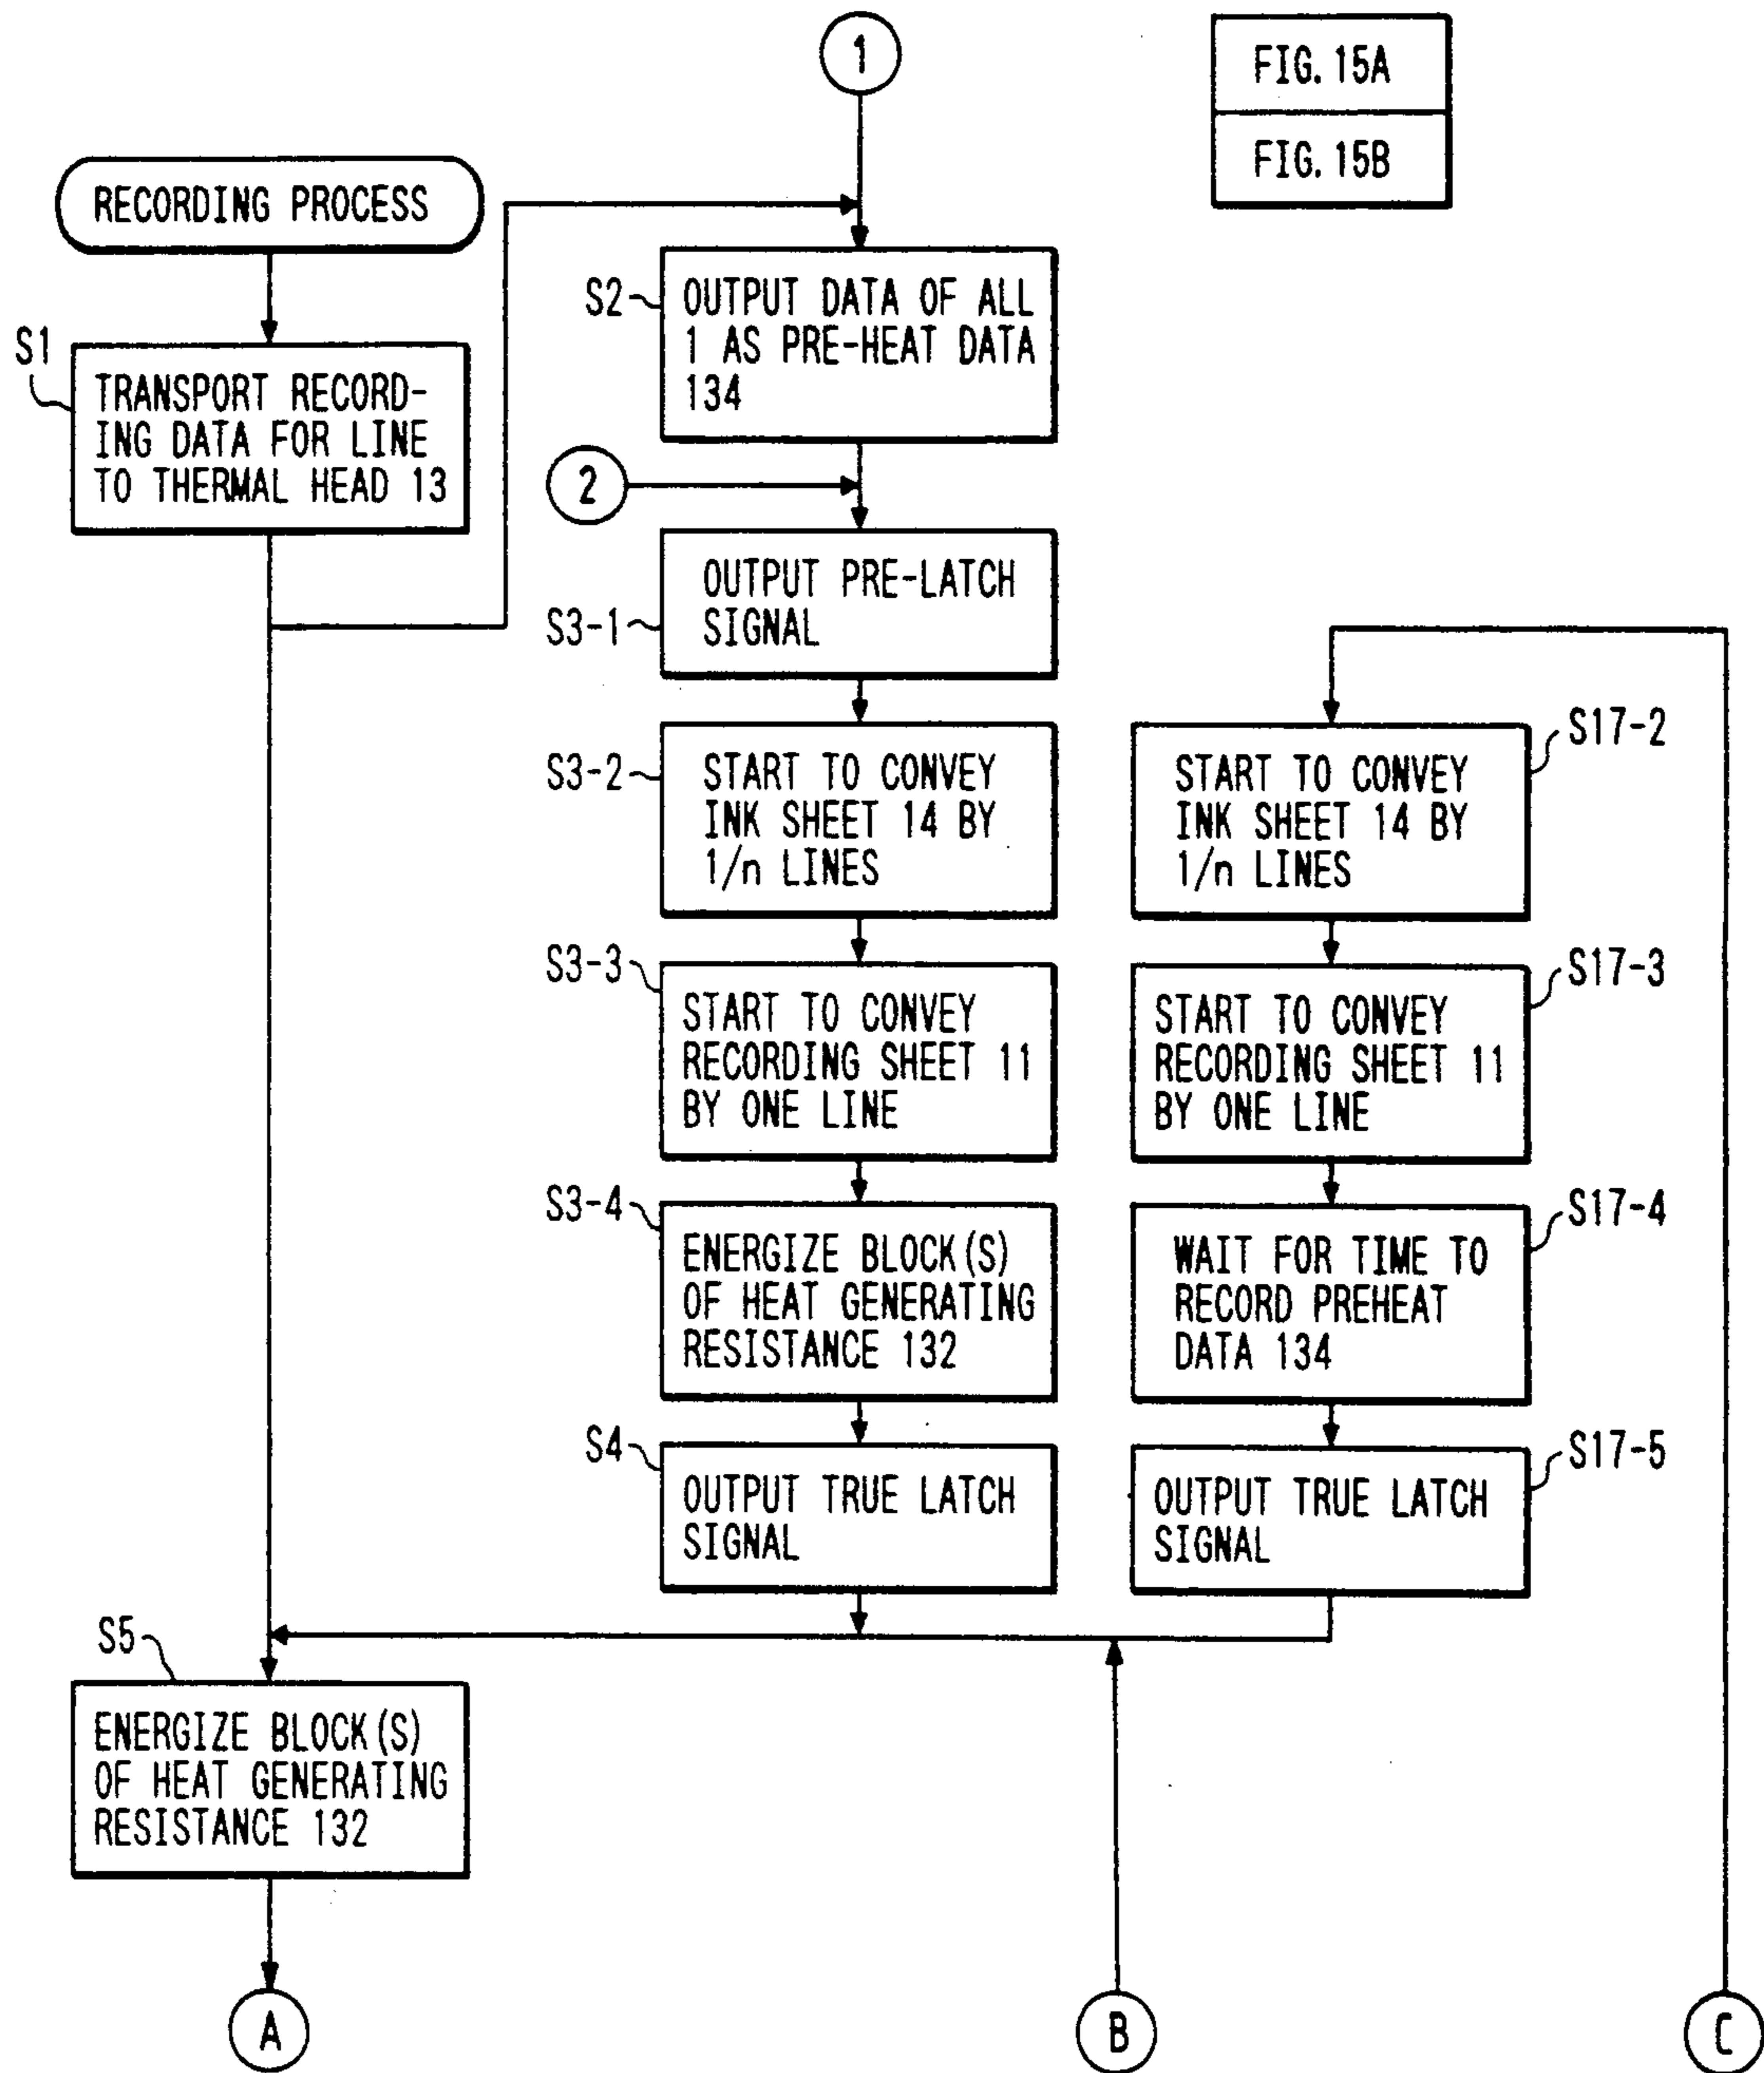 1
FIG. 15A
FIG. 15B
RECORDING PROCESS
S1
TRANSPORT RECORD-
ING DATA FOR LINE
TO THERMAL HEAD 13
S2
OUTPUT DATA OF ALL
1 AS PRE-HEAT DATA
134
2
S3-1
OUTPUT PRE-LATCH
SIGNAL
S3-2
START TO CONVEY
INK SHEET 14 BY
1/n LINES
S3-3
START TO CONVEY
RECORDING SHEET 11
BY ONE LINE
S3-4
ENERGIZE BLOCK(S)
OF HEAT GENERATING
RESISTANCE 132
S4
OUTPUT TRUE LATCH
SIGNAL
S17-2
START TO CONVEY
INK SHEET 14 BY
1/n LINES
S17-3
START TO CONVEY
RECORDING SHEET 11
BY ONE LINE
S17-4
WAIT FOR TIME TO
RECORD PREHEAT
DATA 134
S17-5
OUTPUT TRUE LATCH
SIGNAL
S5
ENERGIZE BLOCK(S)
OF HEAT GENERATING
RESISTANCE 132
A
B
C